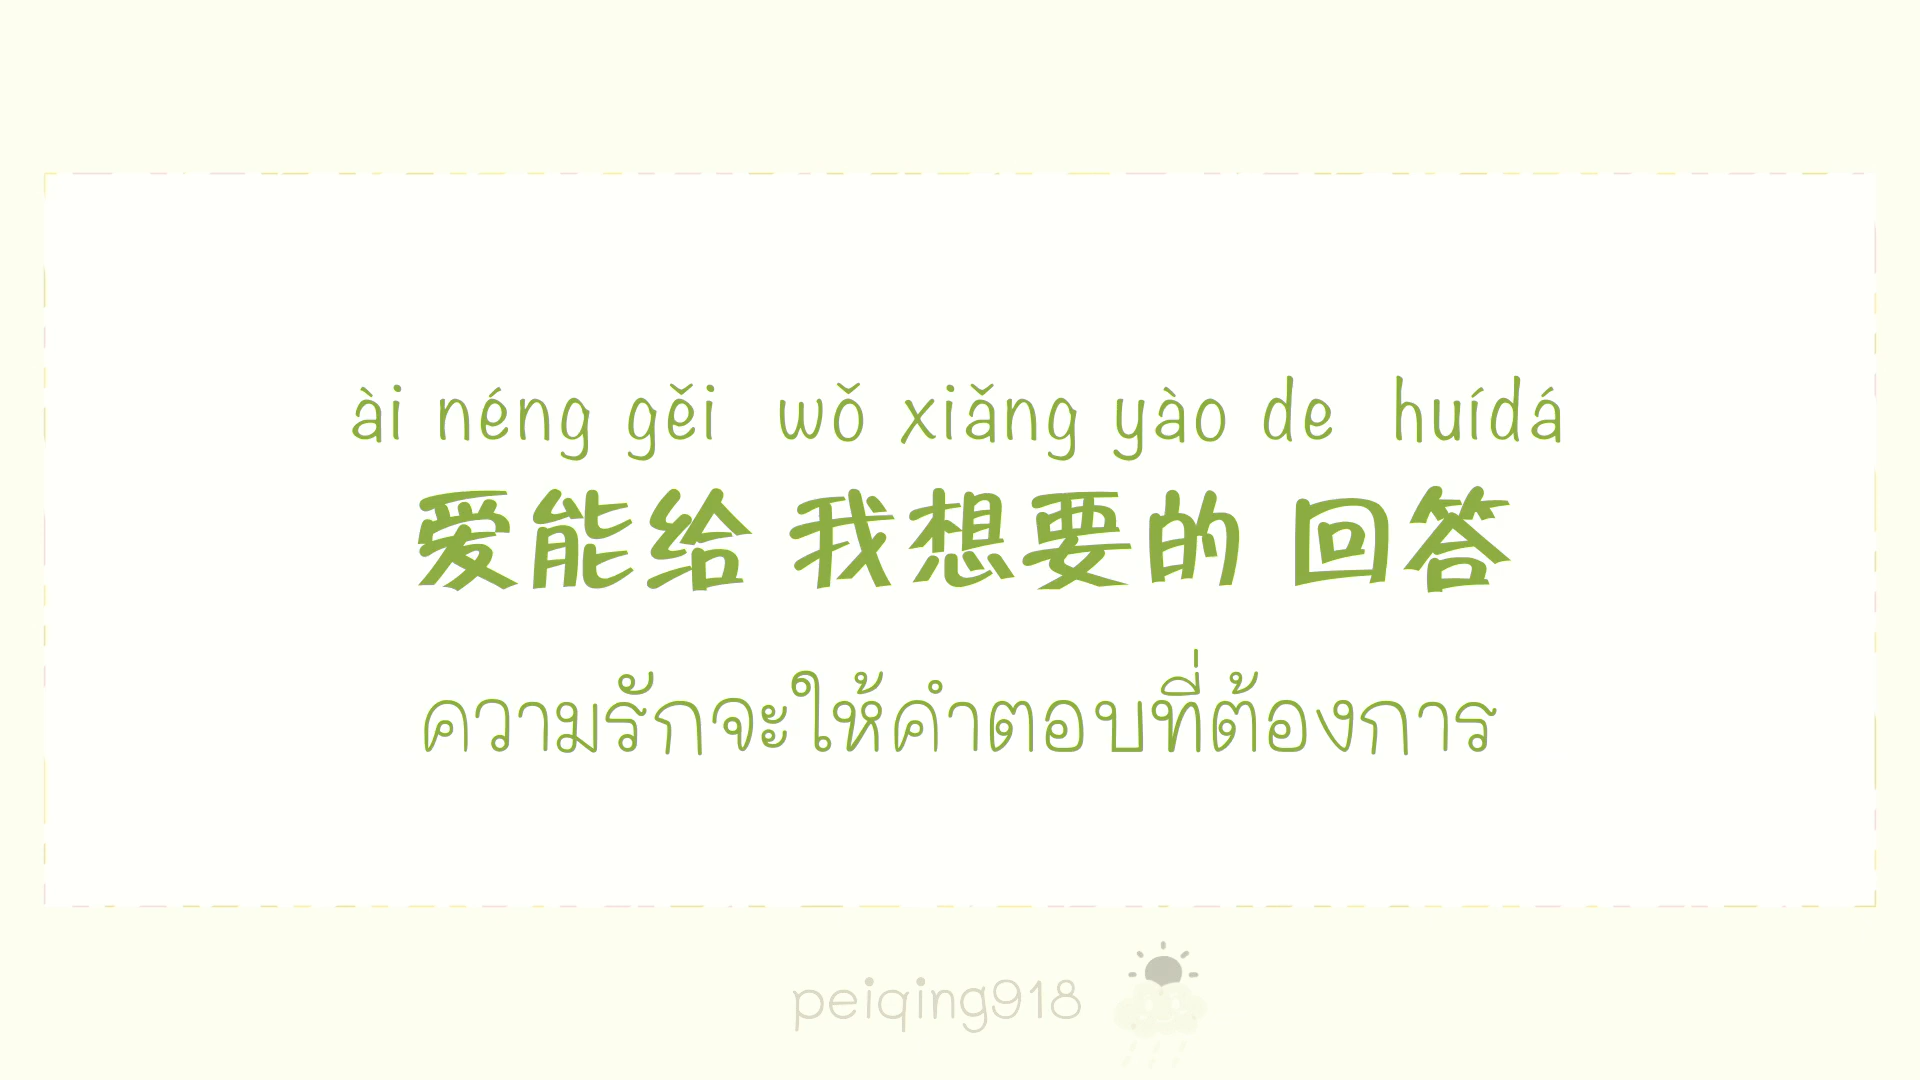 ài néng gěi wǒ xiǎng yào de huídá
爱能给 我想要的 回答
ความรักจะให้คำตอบที่ต้องการ
peiqing918